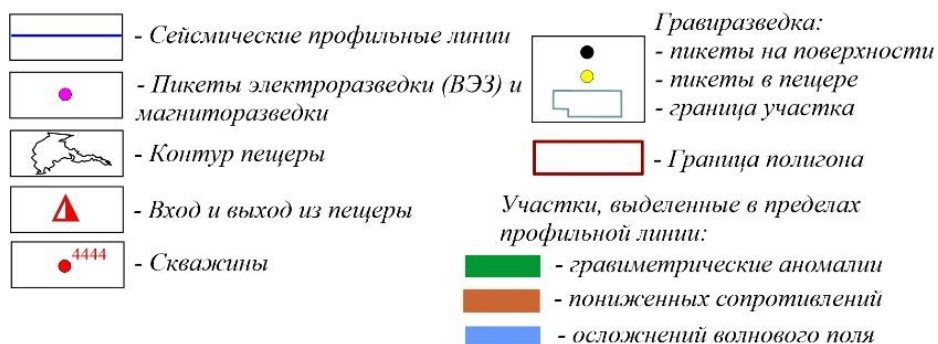 - Сейсмические профильные линии
- Пикеты электроразведки (ВЭЗ) и
магниторазведки
- Контур пещеры
- Вход и выход из пещеры
4444
- Скважины
Гравиразведка:
- пикеты на поверхности
- пикеты в пещере
- граница участка
- Граница полигона
Участки, выделенные в пределах
профильной линии:
- гравиметрические аномалии
- пониженных сопротивлений
- осложнений волнового поля